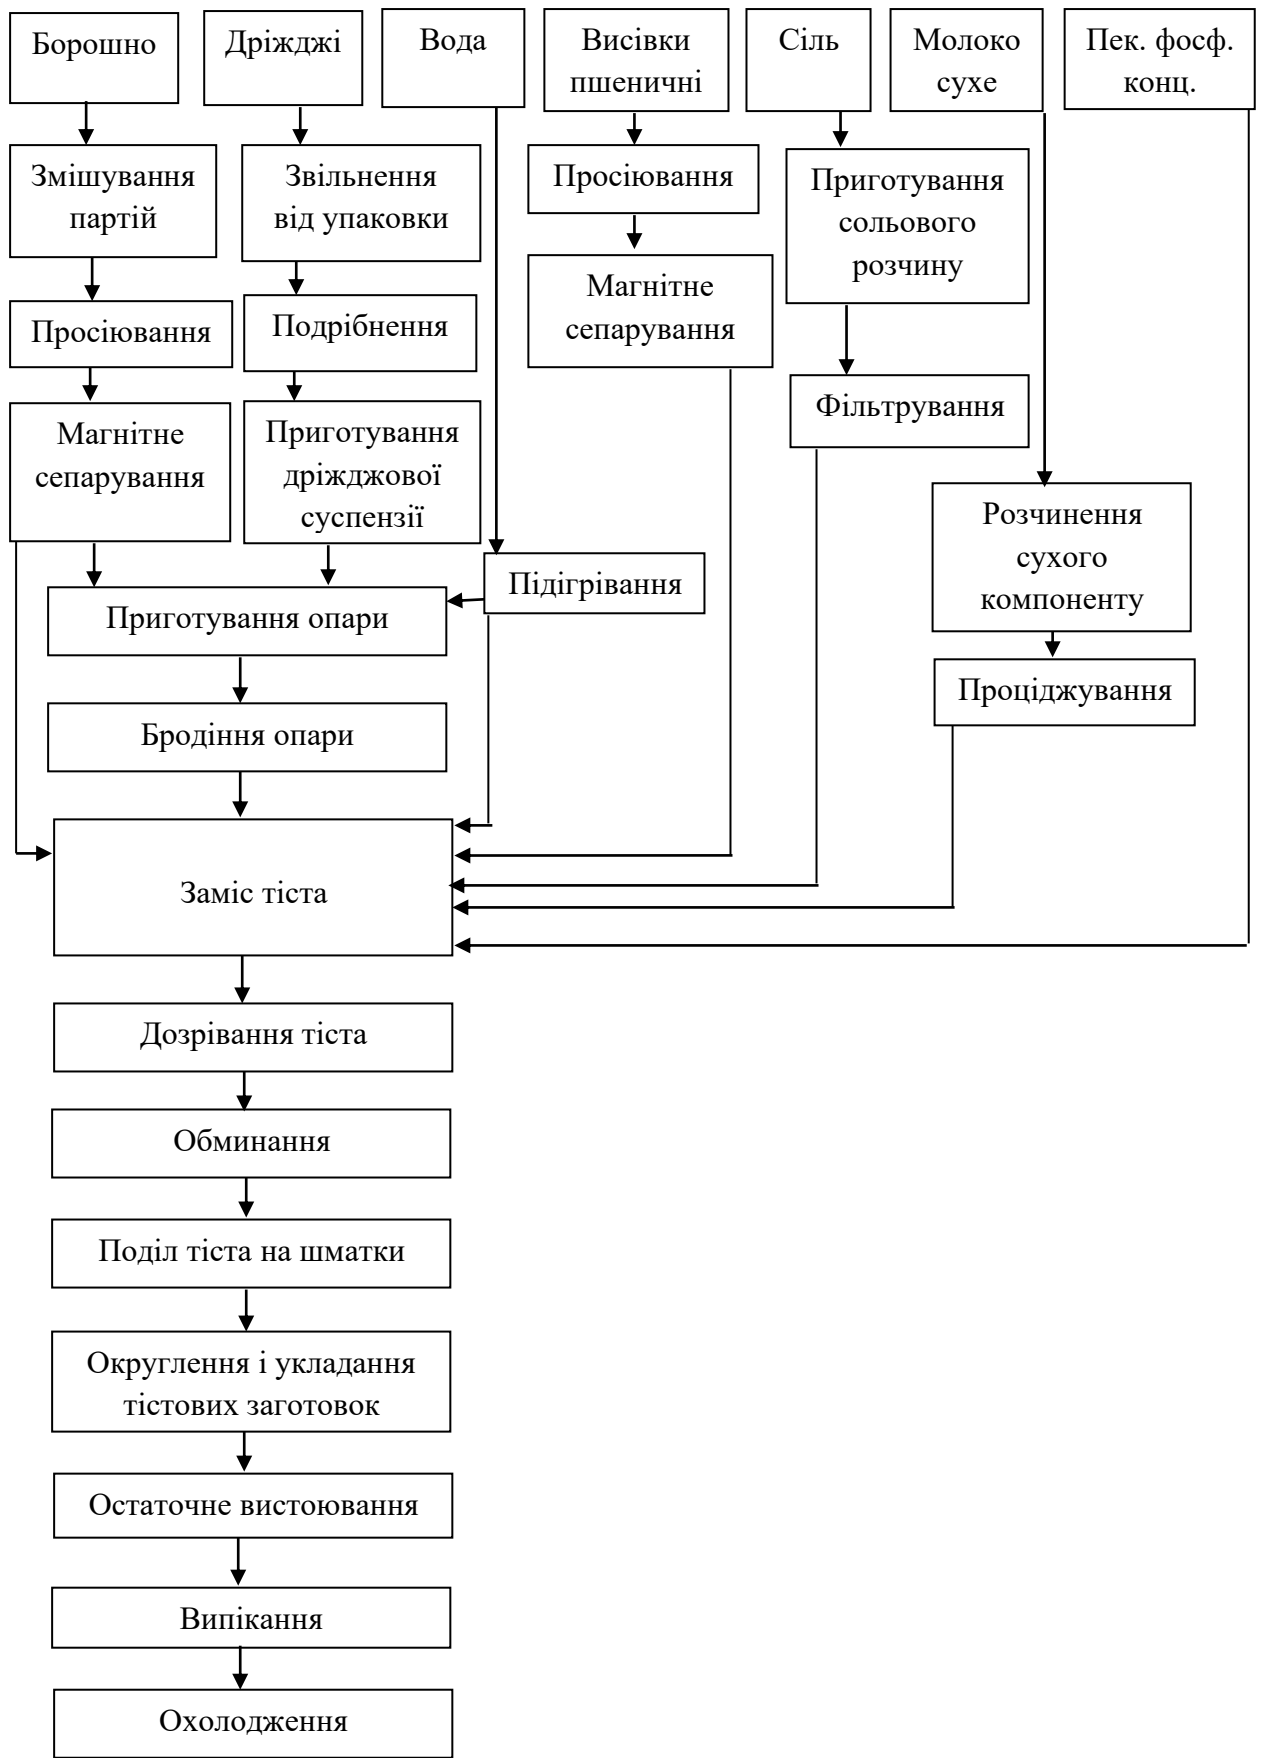 Борошно
Дріжджі
Вода
Висівки
пшеничні
Сіль
Молоко
сухе
Пек. фосф.
конц.
Змішування
партій
Звільнення
від упаковки
Просіювання
Приготування
сольового
розчину
Просіювання
Подрібнення
Магнітне
сепарування
Магнітне
сепарування
Приготування
дріжджової
суспензії
Фільтрування
Розчинення
сухого
компоненту
Підігрівання
Приготування опари
Проціджування
Бродіння опари
Заміс тіста
Дозрівання тіста
Обминання
Поділ тіста на шматки
Округлення і укладання
тістових заготовок
Остаточне вистоювання
Випікання
Охолодження